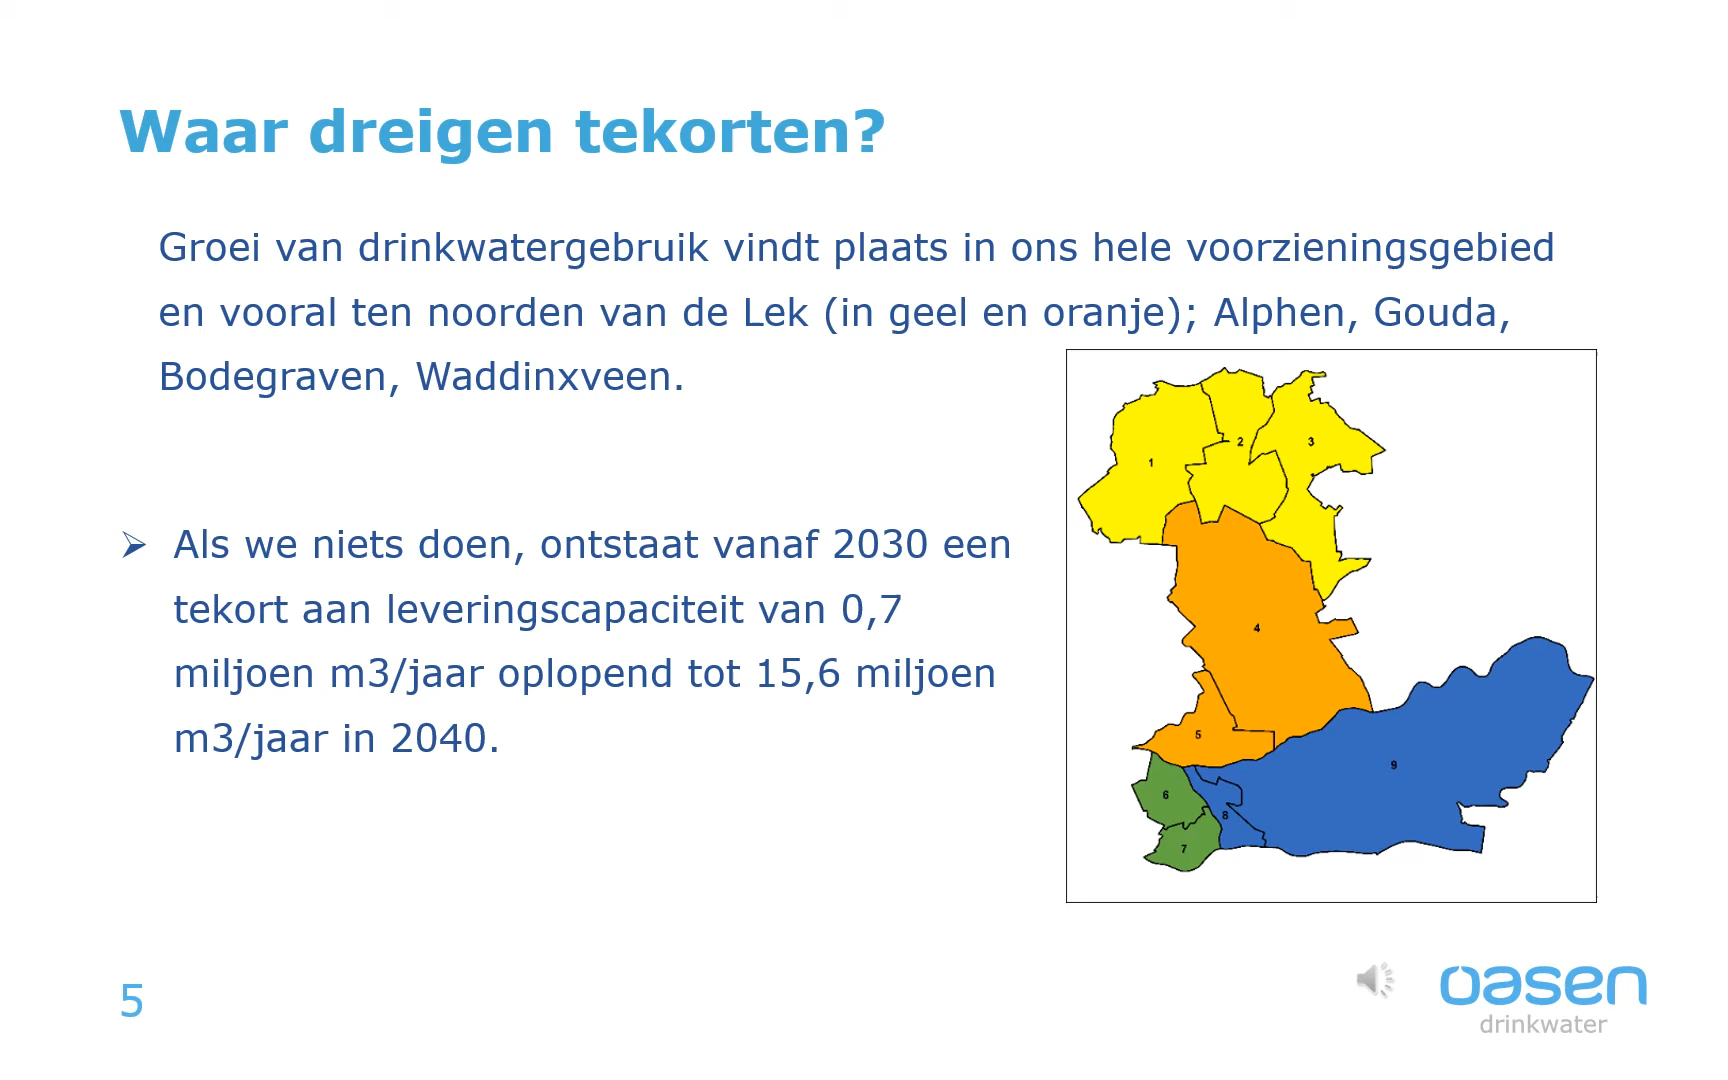 Waar dreigen tekorten?
Groei van drinkwatergebruik vindt plaats in ons hele voorzieningsgebied
en vooral ten noorden van de Lek (in geel en oranje); Alphen, Gouda,
Bodegraven, Waddinxveen.
➢ Als we niets doen, ontstaat vanaf 2030 een
tekort aan leveringscapaciteit van 0,7
miljoen m3/jaar oplopend tot 15,6 miljoen
m3/jaar in 2040.
1
2
3
4
5
6
7
8
9
5
oasen
drinkwater